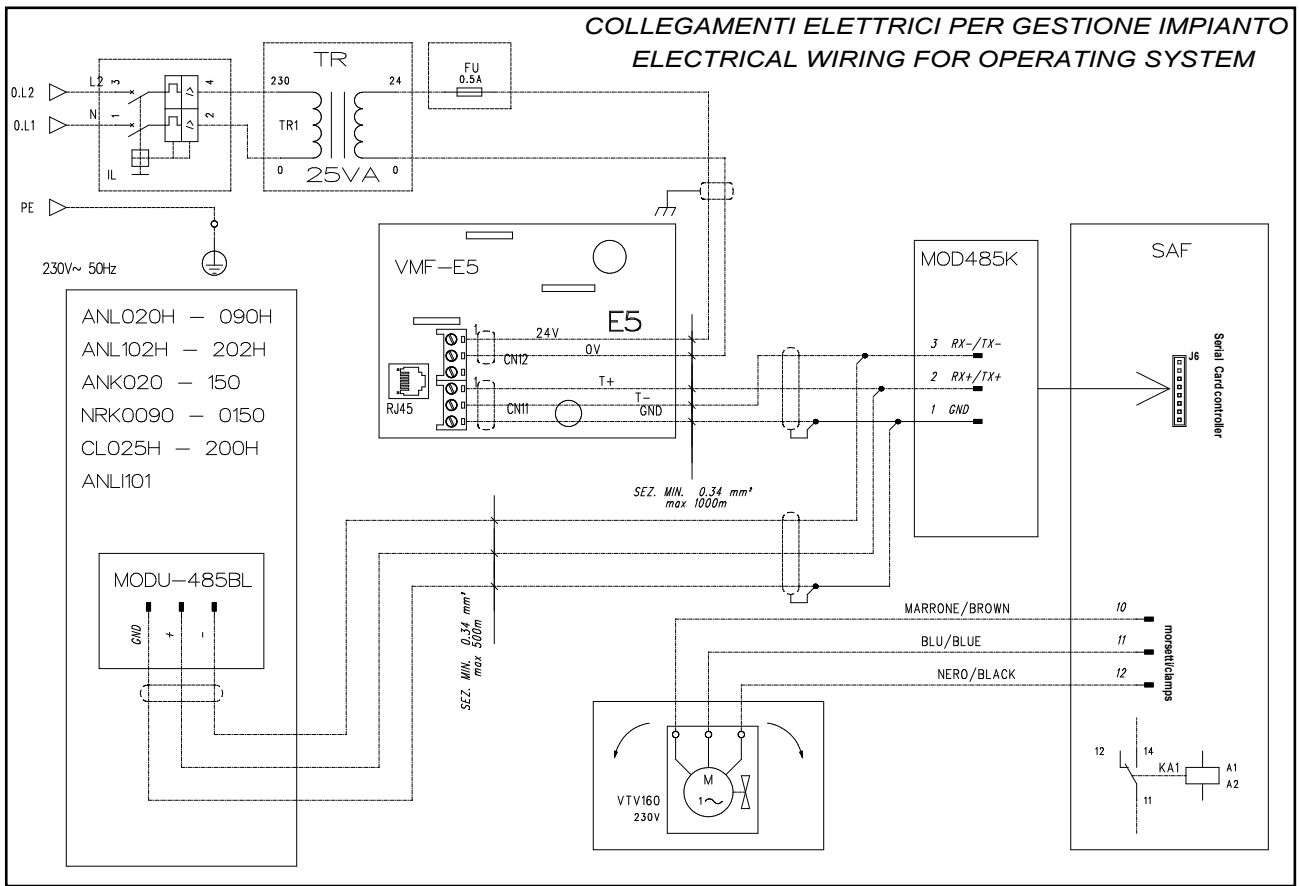 COLLEGAMENTI ELETTRICI PER GESTIONE IMPIANTO
ELECTRICAL WIRING FOR OPERATING SYSTEM
0.L2
L2
3
4
0.L1
N
1
2
IL
TR
230
24
TR1
0
25VA
0
FU
0.5A
PE
230V~ 50Hz
VMF-E5
E5
1
24V
0V
CN12
RJ45
1
T+
T-
GND
CN11
SEZ. MIN. 0.34 mm²
max 1000m
MOD485K
3 RX-/TX-
2 RX+/TX+
1 GND
SAF
J6
Serial Card controller
ANL020H - 090H
ANL102H - 202H
ANK020 - 150
NRK0090 - 0150
CL025H - 200H
ANLI101
MODU-485BL
GND
+
-
SEZ. MIN. 0.34 mm²
max 500m
MARRONE/BROWN
10
BLU/BLUE
11
NERO/BLACK
12
morsetti/clamps
VTV160
230V
M
1~
12
14
KA1
A1
A2
11